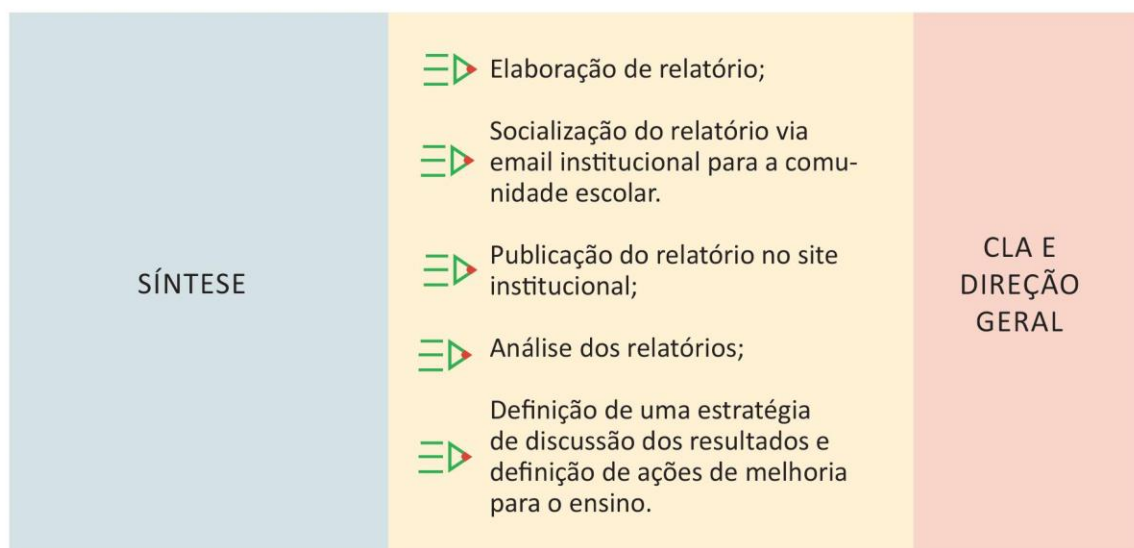 SÍNTESE
Elaboração de relatório;
Socialização do relatório via
email institucional para a comu-
nidade escolar.
Publicação do relatório no site
institucional;
Análise dos relatórios;
Definição de uma estratégia
de discussão dos resultados e
definição de ações de melhoria
para o ensino.
CLA E
DIREÇÃO
GERAL